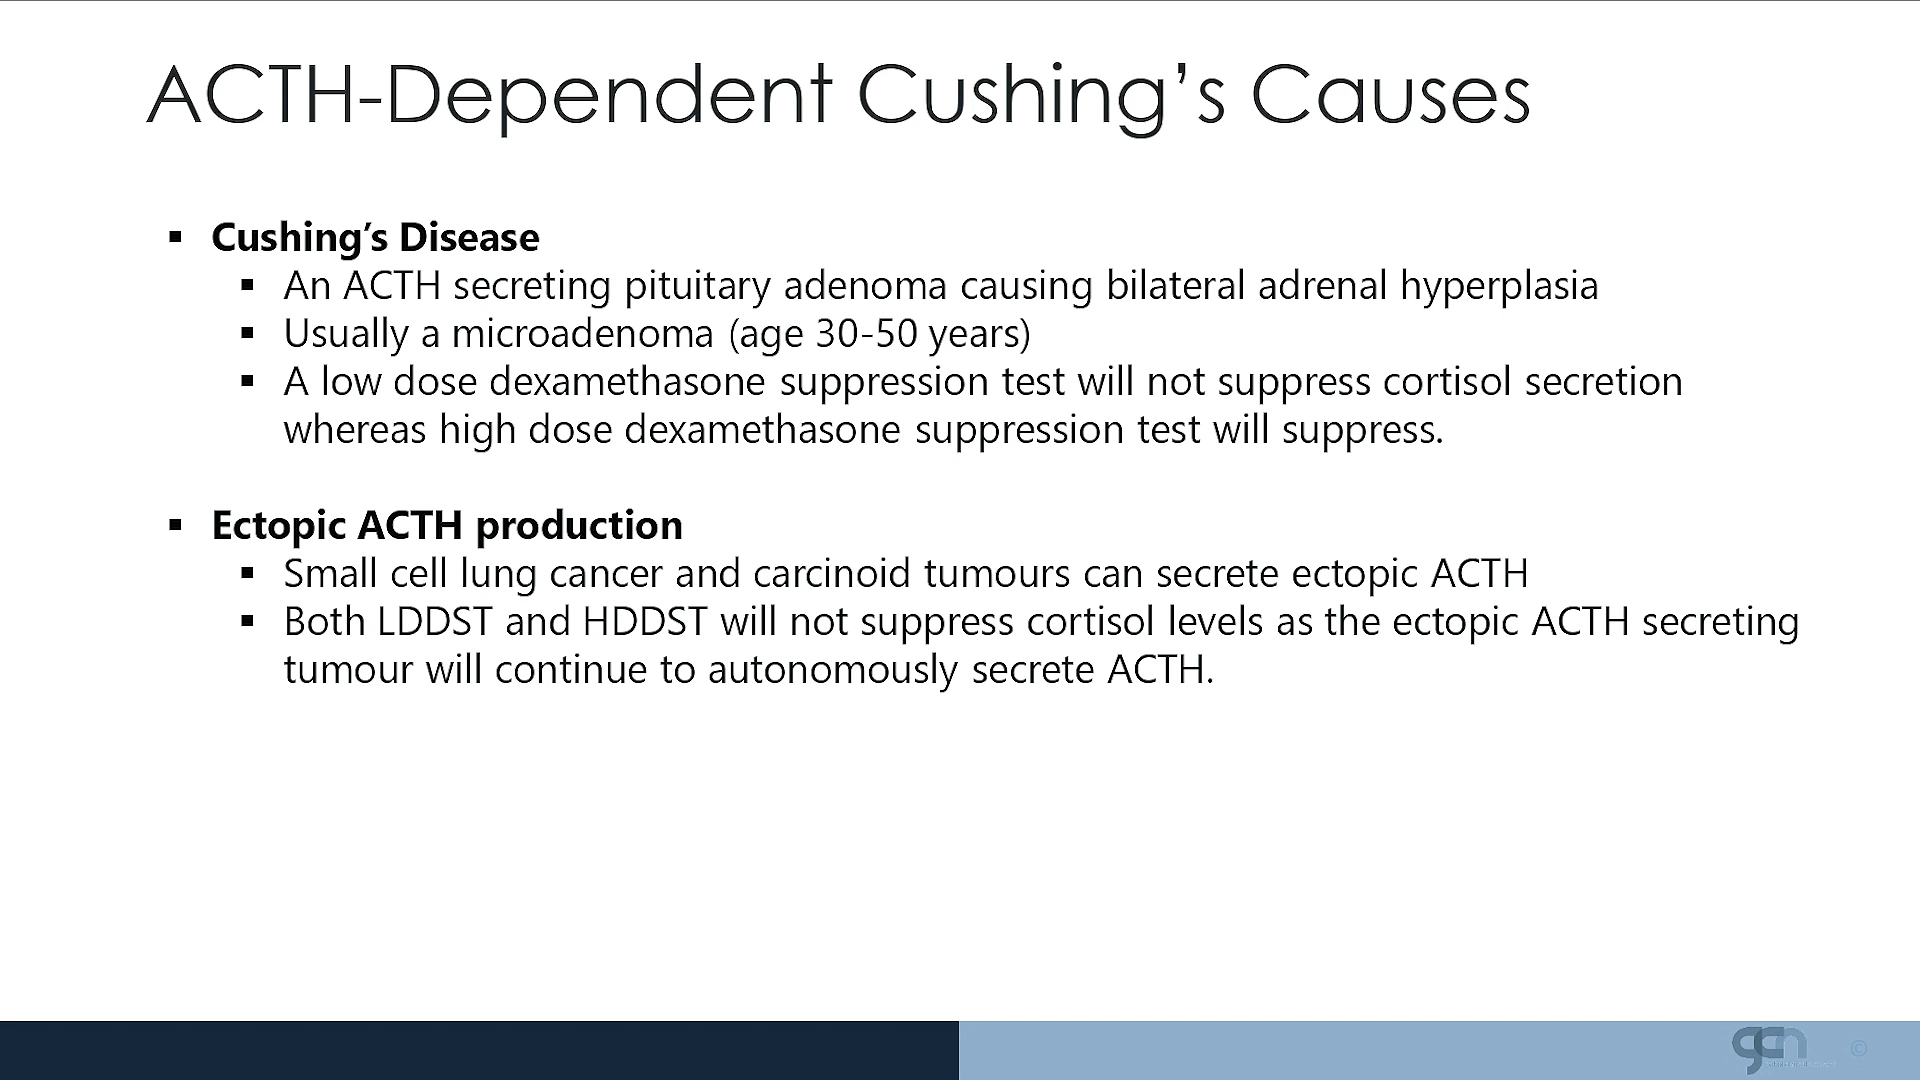 ACTH-Dependent Cushing’s Causes
▪ Cushing’s Disease
▪ An ACTH secreting pituitary adenoma causing bilateral adrenal hyperplasia
▪ Usually a microadenoma (age 30-50 years)
▪ A low dose dexamethasone suppression test will not suppress cortisol secretion
whereas high dose dexamethasone suppression test will suppress.
▪ Ectopic ACTH production
▪ Small cell lung cancer and carcinoid tumours can secrete ectopic ACTH
▪ Both LDDST and HDDST will not suppress cortisol levels as the ectopic ACTH secreting
tumour will continue to autonomously secrete ACTH.
©